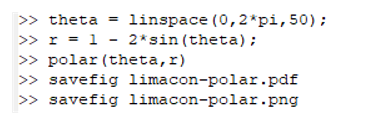 >> theta = linspace(0,2*pi,50);
>> r = 1 - 2*sin(theta);
>> polar(theta,r)
>> savefig limacon-polar.pdf
>> savefig limacon-polar.png